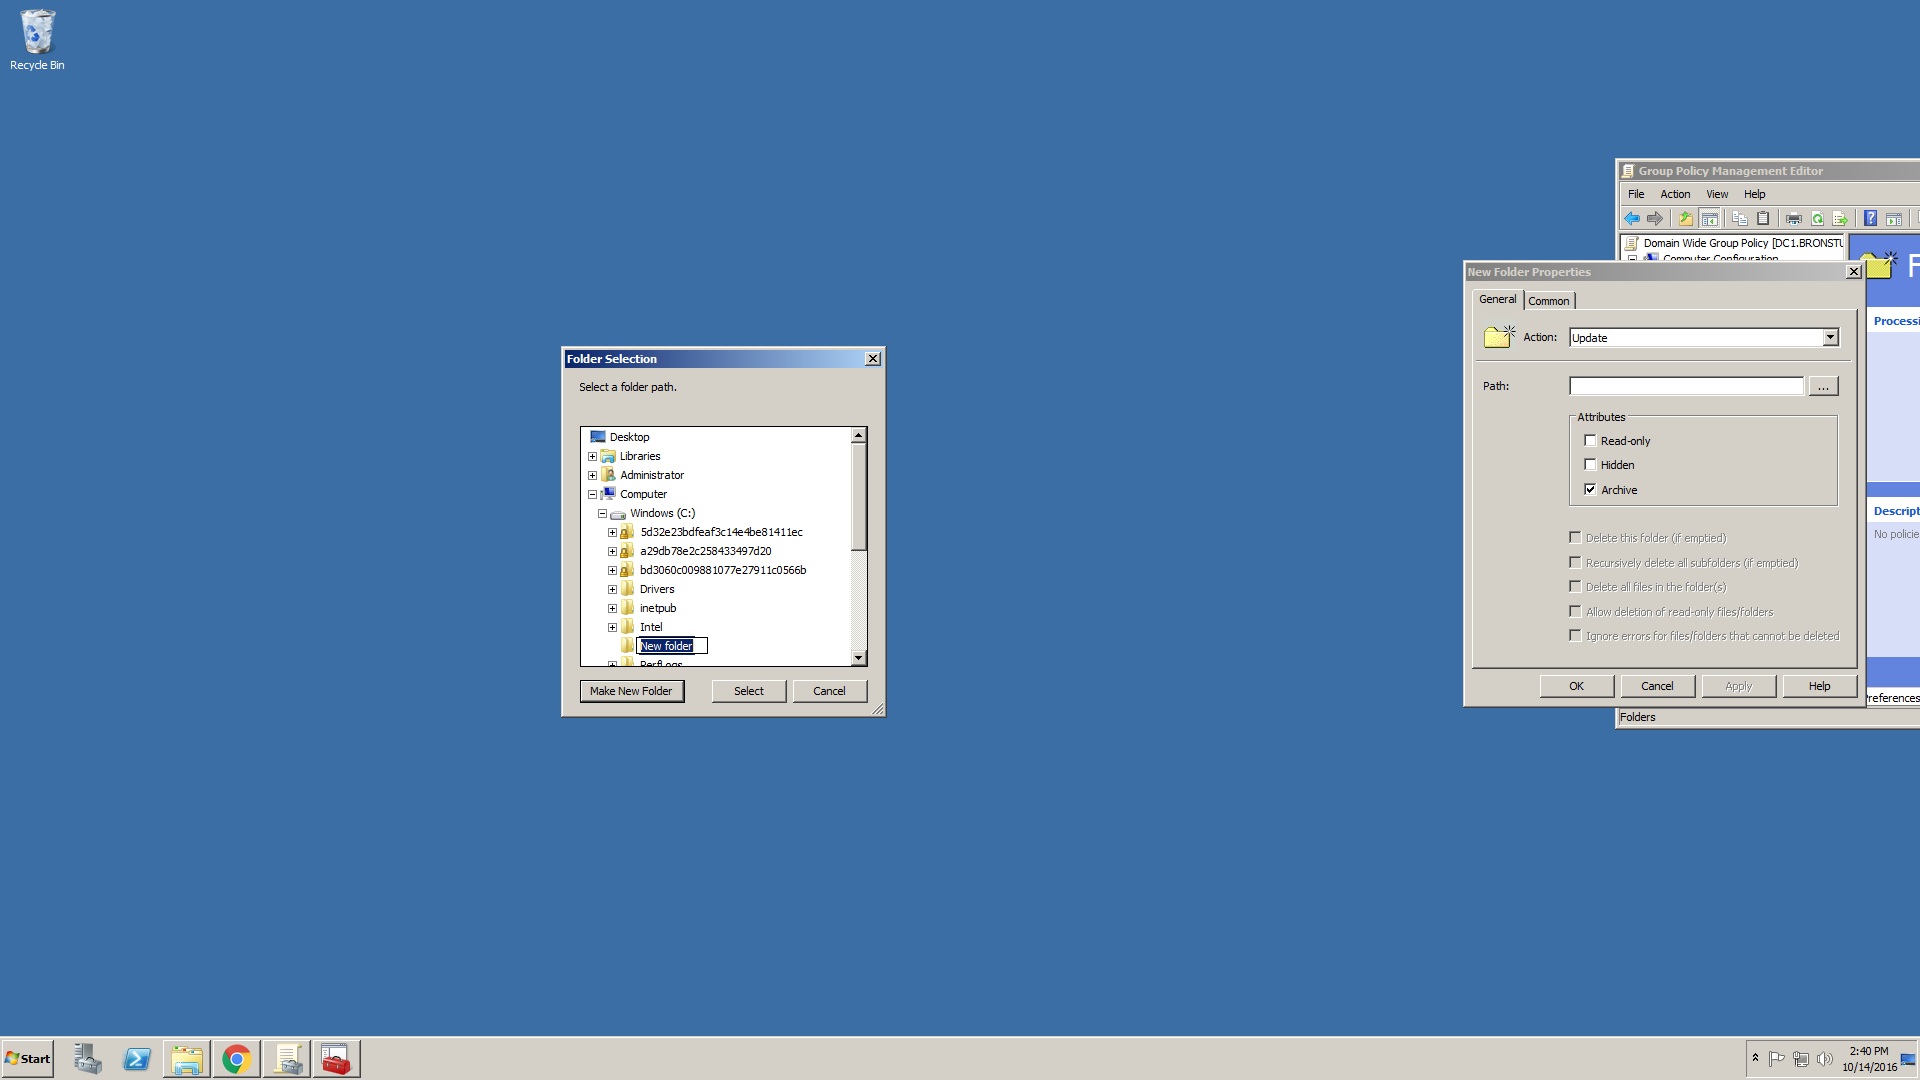 Recycle Bin
Folder Selection
Select a folder path.
Desktop
Libraries
Administrator
Computer
Windows (C:)
5d32e23bdfeaf3c14e4be81411ec
a29db78e2c258433497d20
bd3060c009881077e27911c0566b
Drivers
inetpub
Intel
New folder
PerfLogs
Make New Folder
Select
Cancel
Group Policy Management Editor
File Action View Help
Domain Wide Group Policy [DC1.BRONSTU
Computer Configuration
F
New Folder Properties
General Common
Action: Update
Path: ...
Attributes
Read-only
Hidden
Archive
Delete this folder (if emptied)
Recursively delete all subfolders (if emptied)
Delete all files in the folder(s)
Allow deletion of read-only files/folders
Ignore errors for files/folders that cannot be deleted
OK Cancel Apply Help
Processi
Descript
No policie
Preferences
Folders
Start
2:40 PM
10/14/2016